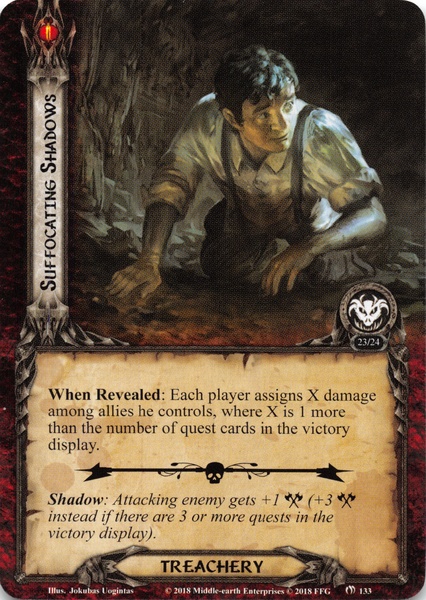 SUFFOCATING SHADOWS
23/24
When Revealed: Each player assigns X damage
among allies he controls, where X is 1 more
than the number of quest cards in the victory
display.
Shadow: Attacking enemy gets +1 (+3
instead if there are 3 or more quests in the
victory display).
TREACHERY
Illus. Jokubas Uogintas © 2018 Middle-earth Enterprises © 2018 FFG 133